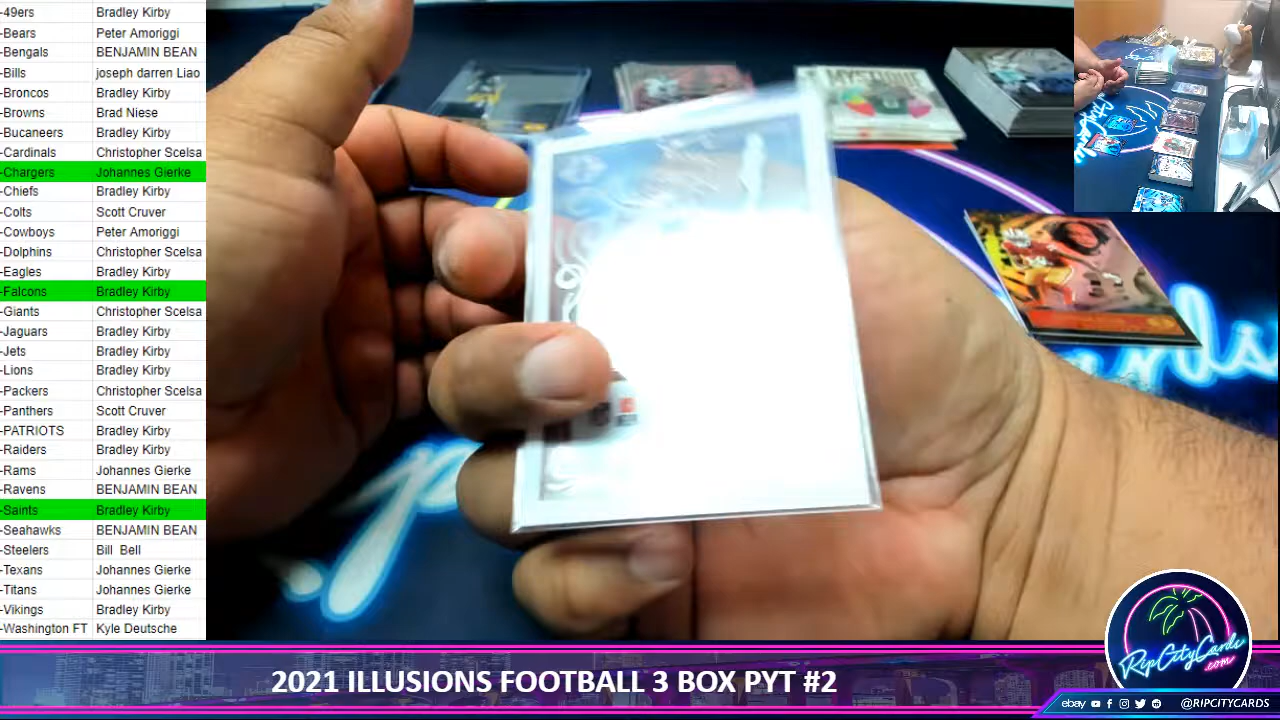 -49ers Bradley Kirby
-Bears Peter Amoriggi
-Bengals BENJAMIN BEAN
-Bills joseph darren Liao
-Broncos Bradley Kirby
-Browns Brad Niese
-Bucaneers Bradley Kirby
-Cardinals Christopher Scelsa
-Chargers Johannes Gierke
-Chiefs Bradley Kirby
-Colts Scott Cruver
-Cowboys Peter Amoriggi
-Dolphins Christopher Scelsa
-Eagles Bradley Kirby
-Falcons Bradley Kirby
-Giants Christopher Scelsa
-Jaguars Bradley Kirby
-Jets Bradley Kirby
-Lions Bradley Kirby
-Packers Christopher Scelsa
-Panthers Scott Cruver
-PATRIOTS Bradley Kirby
-Raiders Bradley Kirby
-Rams Johannes Gierke
-Ravens BENJAMIN BEAN
-Saints Bradley Kirby
-Seahawks BENJAMIN BEAN
-Steelers Bill Bell
-Texans Johannes Gierke
-Titans Johannes Gierke
-Vikings Bradley Kirby
-Washington FT Kyle Deutsche
MYSTERIOUS
RipCityCards
.com
2021 ILLUSIONS FOOTBALL 3 BOX PYT #2
ebay @RIPCITYCARDS